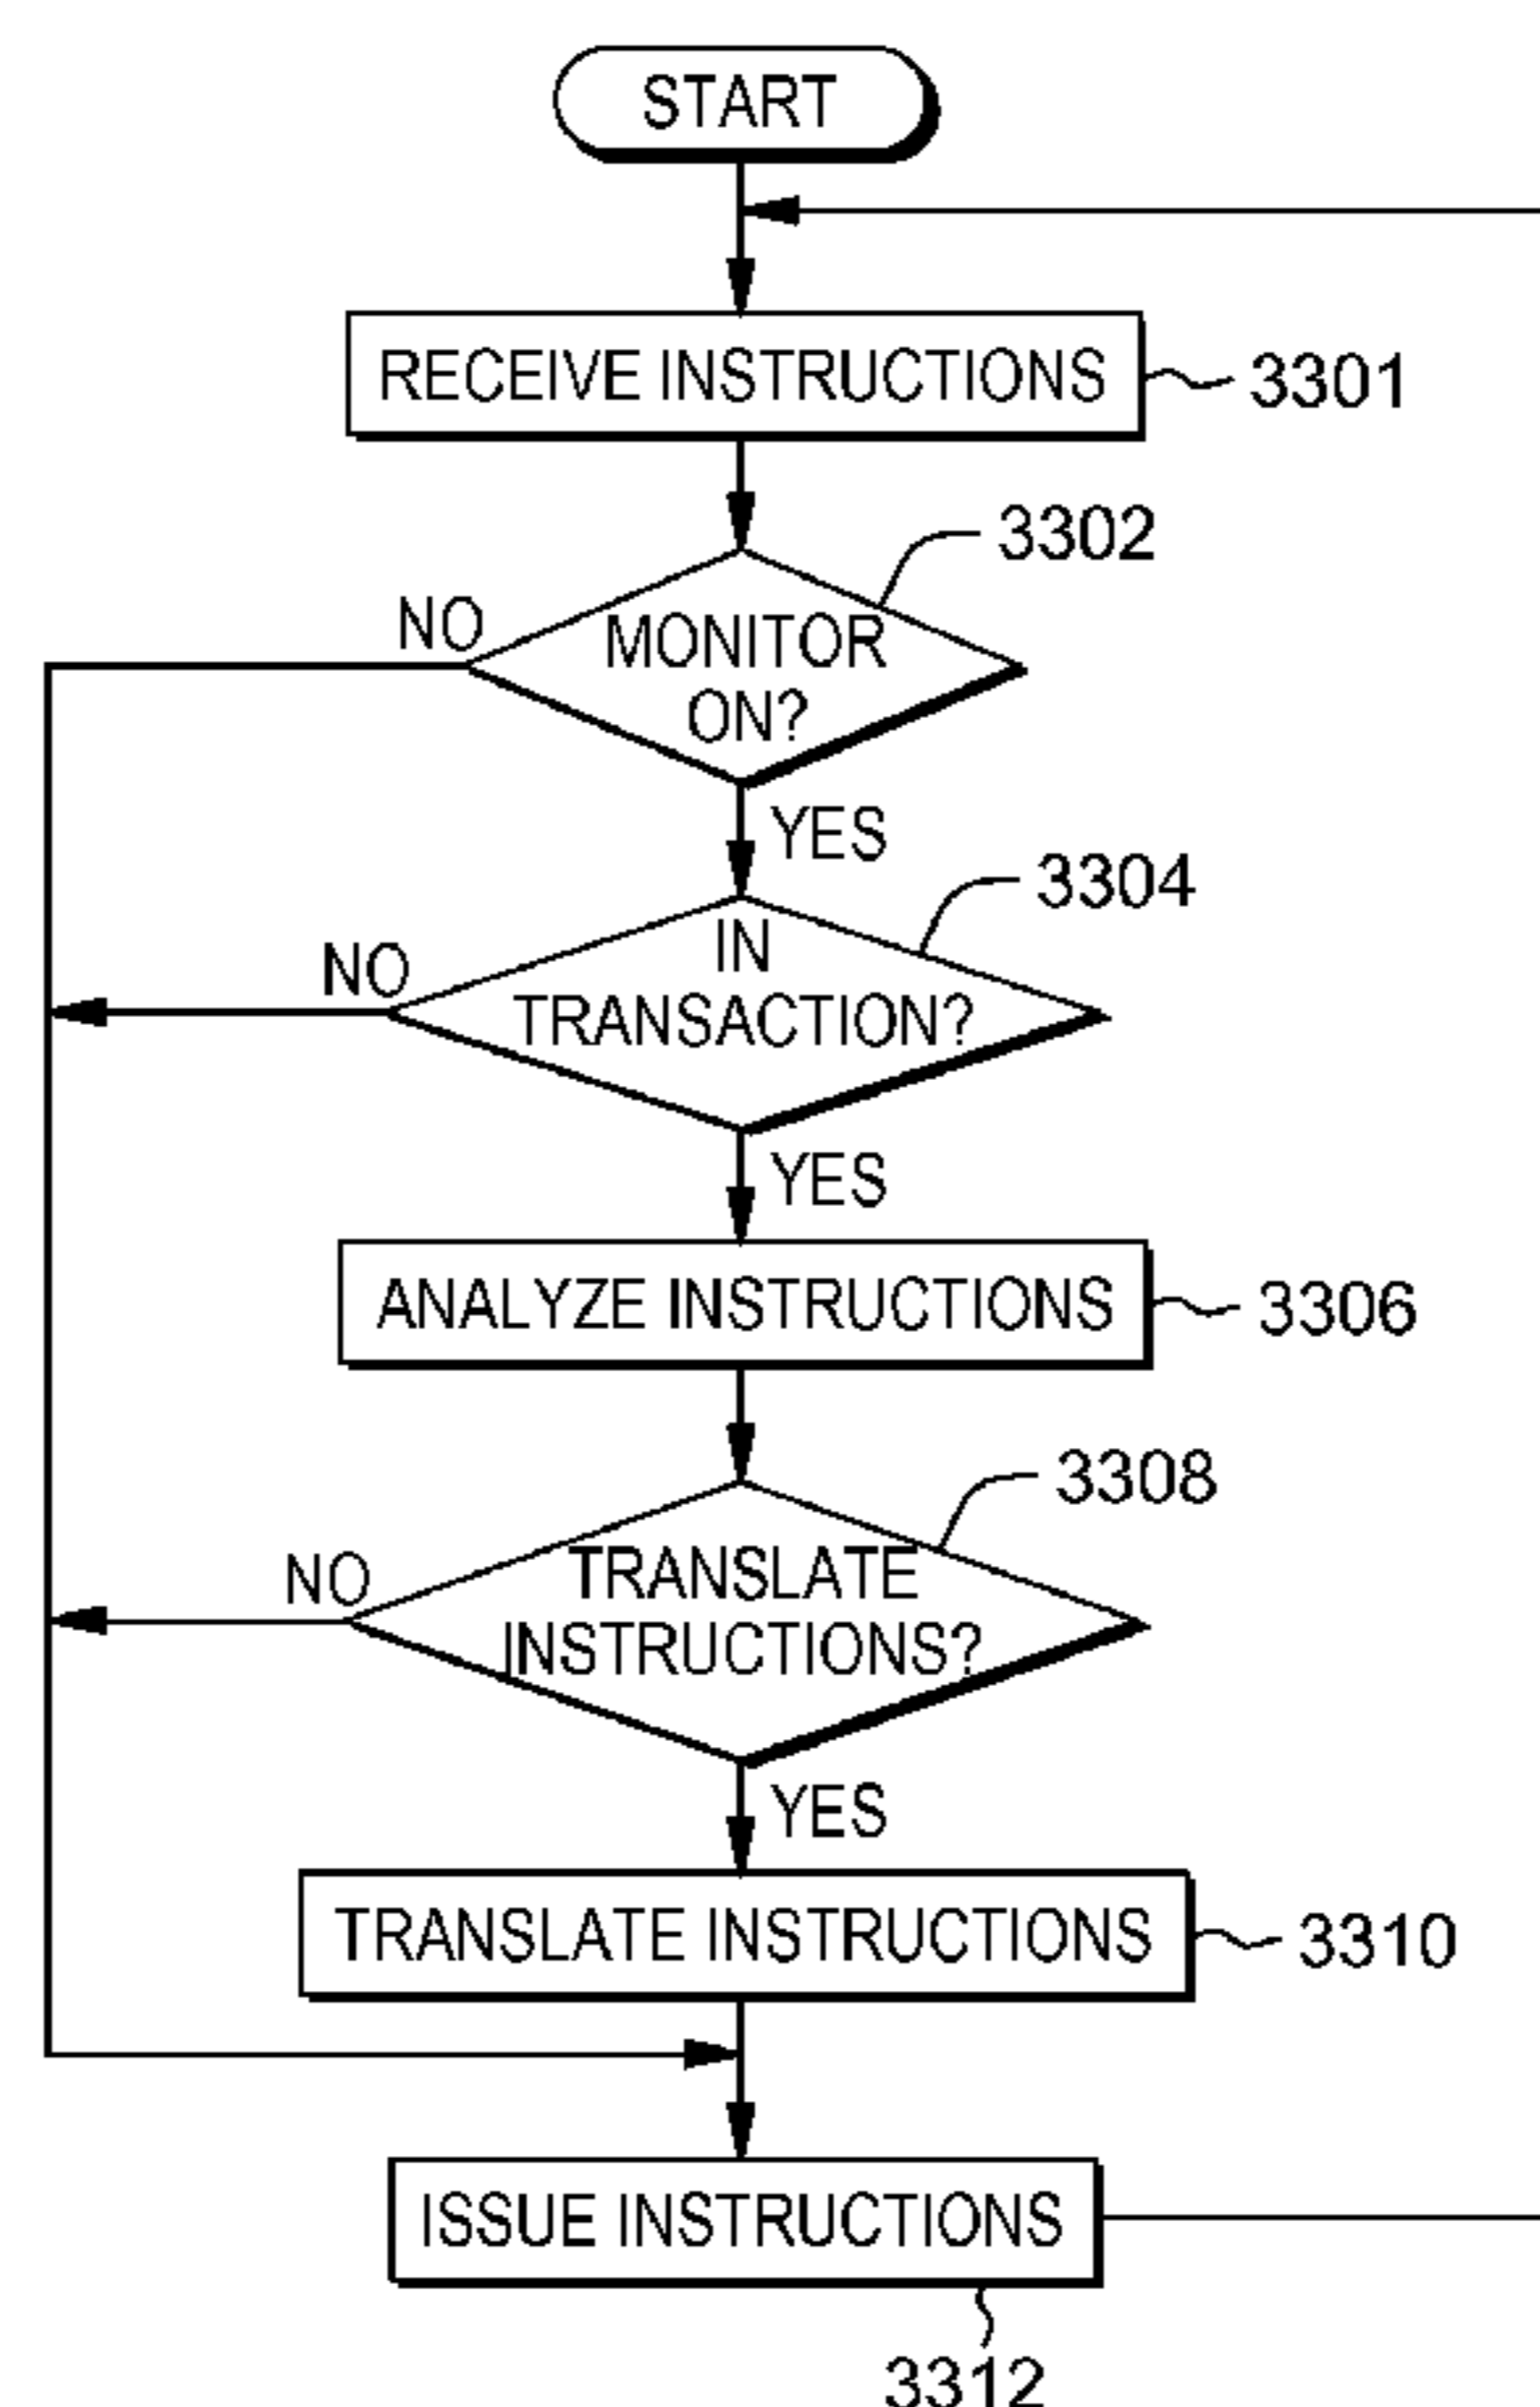 START
RECEIVE INSTRUCTIONS
3301
3302
NO
MONITOR
ON?
YES
3304
NO
IN
TRANSACTION?
YES
ANALYZE INSTRUCTIONS
3306
3308
NO
TRANSLATE
INSTRUCTIONS?
YES
TRANSLATE INSTRUCTIONS
3310
ISSUE INSTRUCTIONS
3312